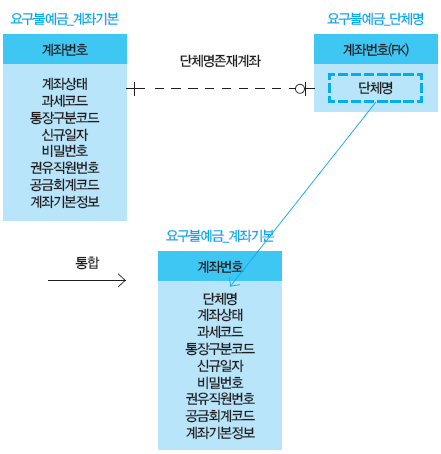 요구불예금_계좌기본
계좌번호
계좌상태
과세코드
통장구분코드
신규일자
비밀번호
권유직원번호
공금회계코드
계좌기본정보
단체명존재계좌
요구불예금_단체명
계좌번호(FK)
단체명
통합
요구불예금_계좌기본
계좌번호
단체명
계좌상태
과세코드
통장구분코드
신규일자
비밀번호
권유직원번호
공금회계코드
계좌기본정보